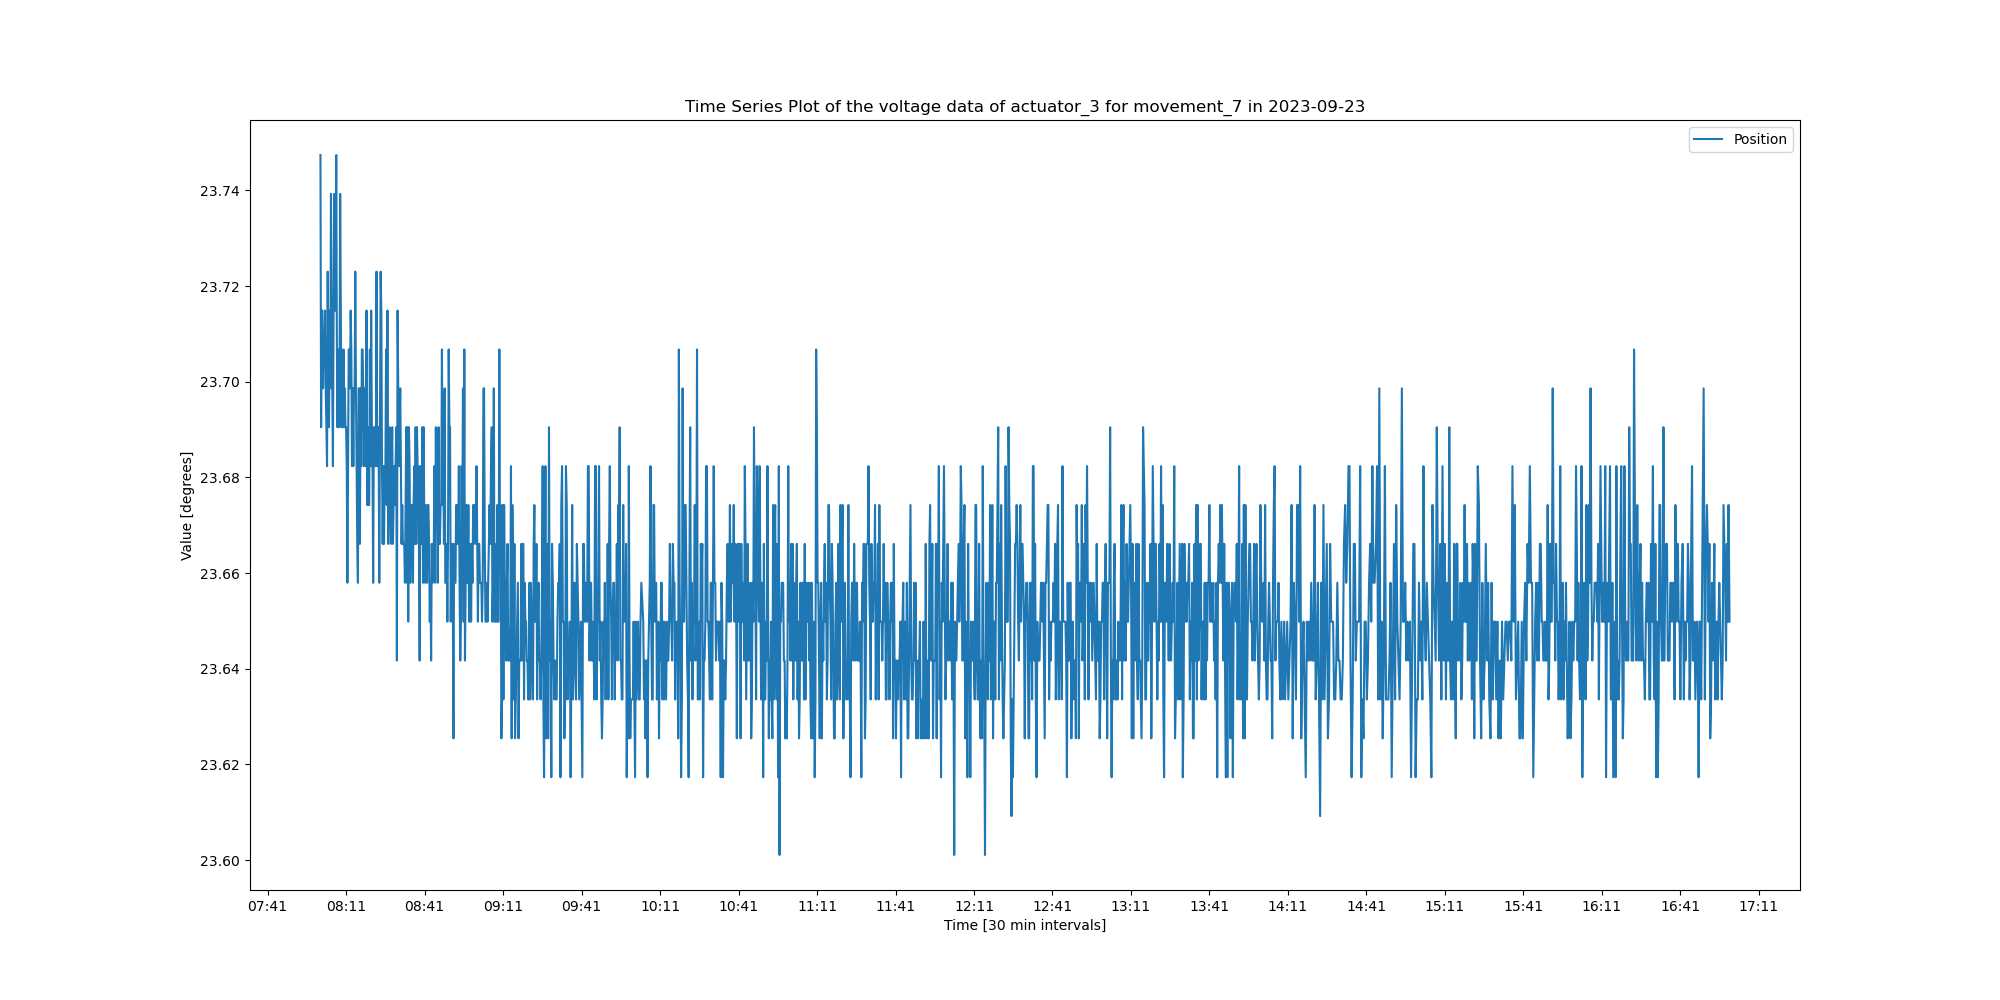 Time Series Plot of the voltage data of actuator_3 for movement_7 in 2023-09-23
Position
23.74
23.72
23.70
23.68
23.66
23.64
23.62
23.60
Value [degrees]
07:41 08:11 08:41 09:11 09:41 10:11 10:41 11:11 11:41 12:11 12:41 13:11 13:41 14:11 14:41 15:11 15:41 16:11 16:41 17:11
Time [30 min intervals]